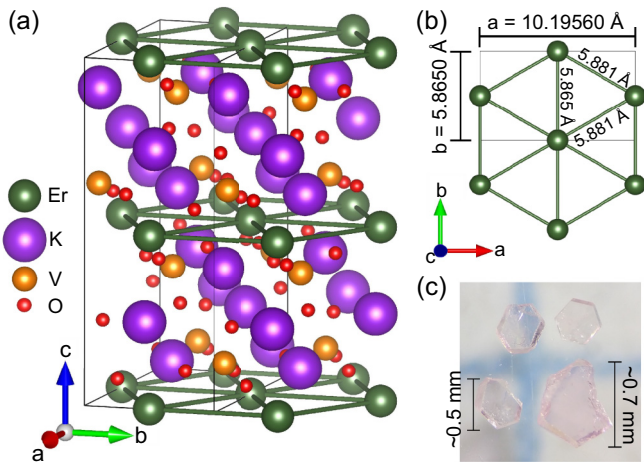 (a)
Er
K
V
O
c
b
a
(b)
a = 10.19560 Å
b = 5.8650 Å
5.881 Å
5.865 Å
5.881 Å
b
c
a
(c)
~0.5 mm
~0.7 mm